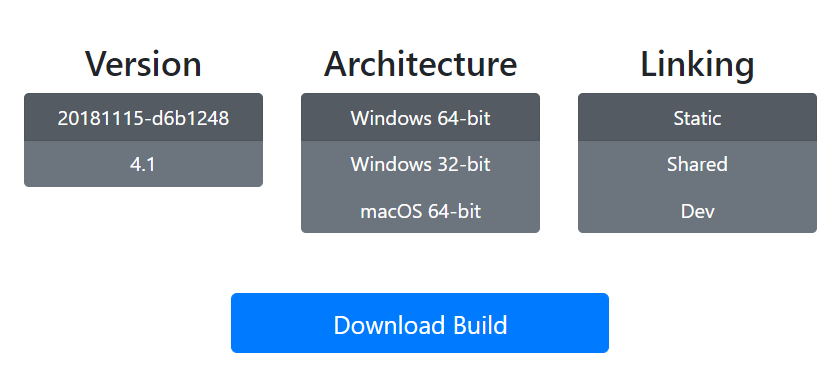 Version
20181115-d6b1248
4.1
Architecture
Windows 64-bit
Windows 32-bit
macOS 64-bit
Linking
Static
Shared
Dev
Download Build